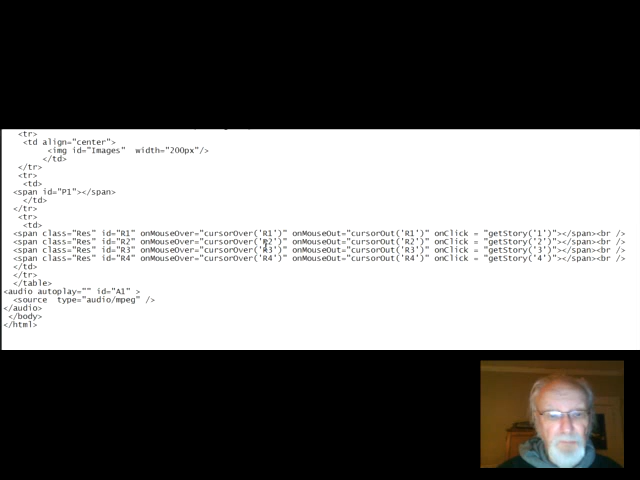 <tr>
<td align="center">
<img id="Images"  width="200px"/>
</td>
</tr>
<tr>
<td>
<span id="P1"></span>
</td>
</tr>
<tr>
<td>
<span class="Res" id="R1" onMouseOver="cursorOver('R1')" onMouseOut="cursorOut('R1')" onClick = "getStory('1')"></span><br />
<span class="Res" id="R2" onMouseOver="cursorOver('R2')" onMouseOut="cursorOut('R2')" onClick = "getStory('2')"></span><br />
<span class="Res" id="R3" onMouseOver="cursorOver('R3')" onMouseOut="cursorOut('R3')" onClick = "getStory('3')"></span><br />
<span class="Res" id="R4" onMouseOver="cursorOver('R4')" onMouseOut="cursorOut('R4')" onClick = "getStory('4')"></span><br />
</td>
</tr>
</table>
<audio autoplay="" id="A1" >
<source  type="audio/mpeg" />
</audio>
</body>
</html>